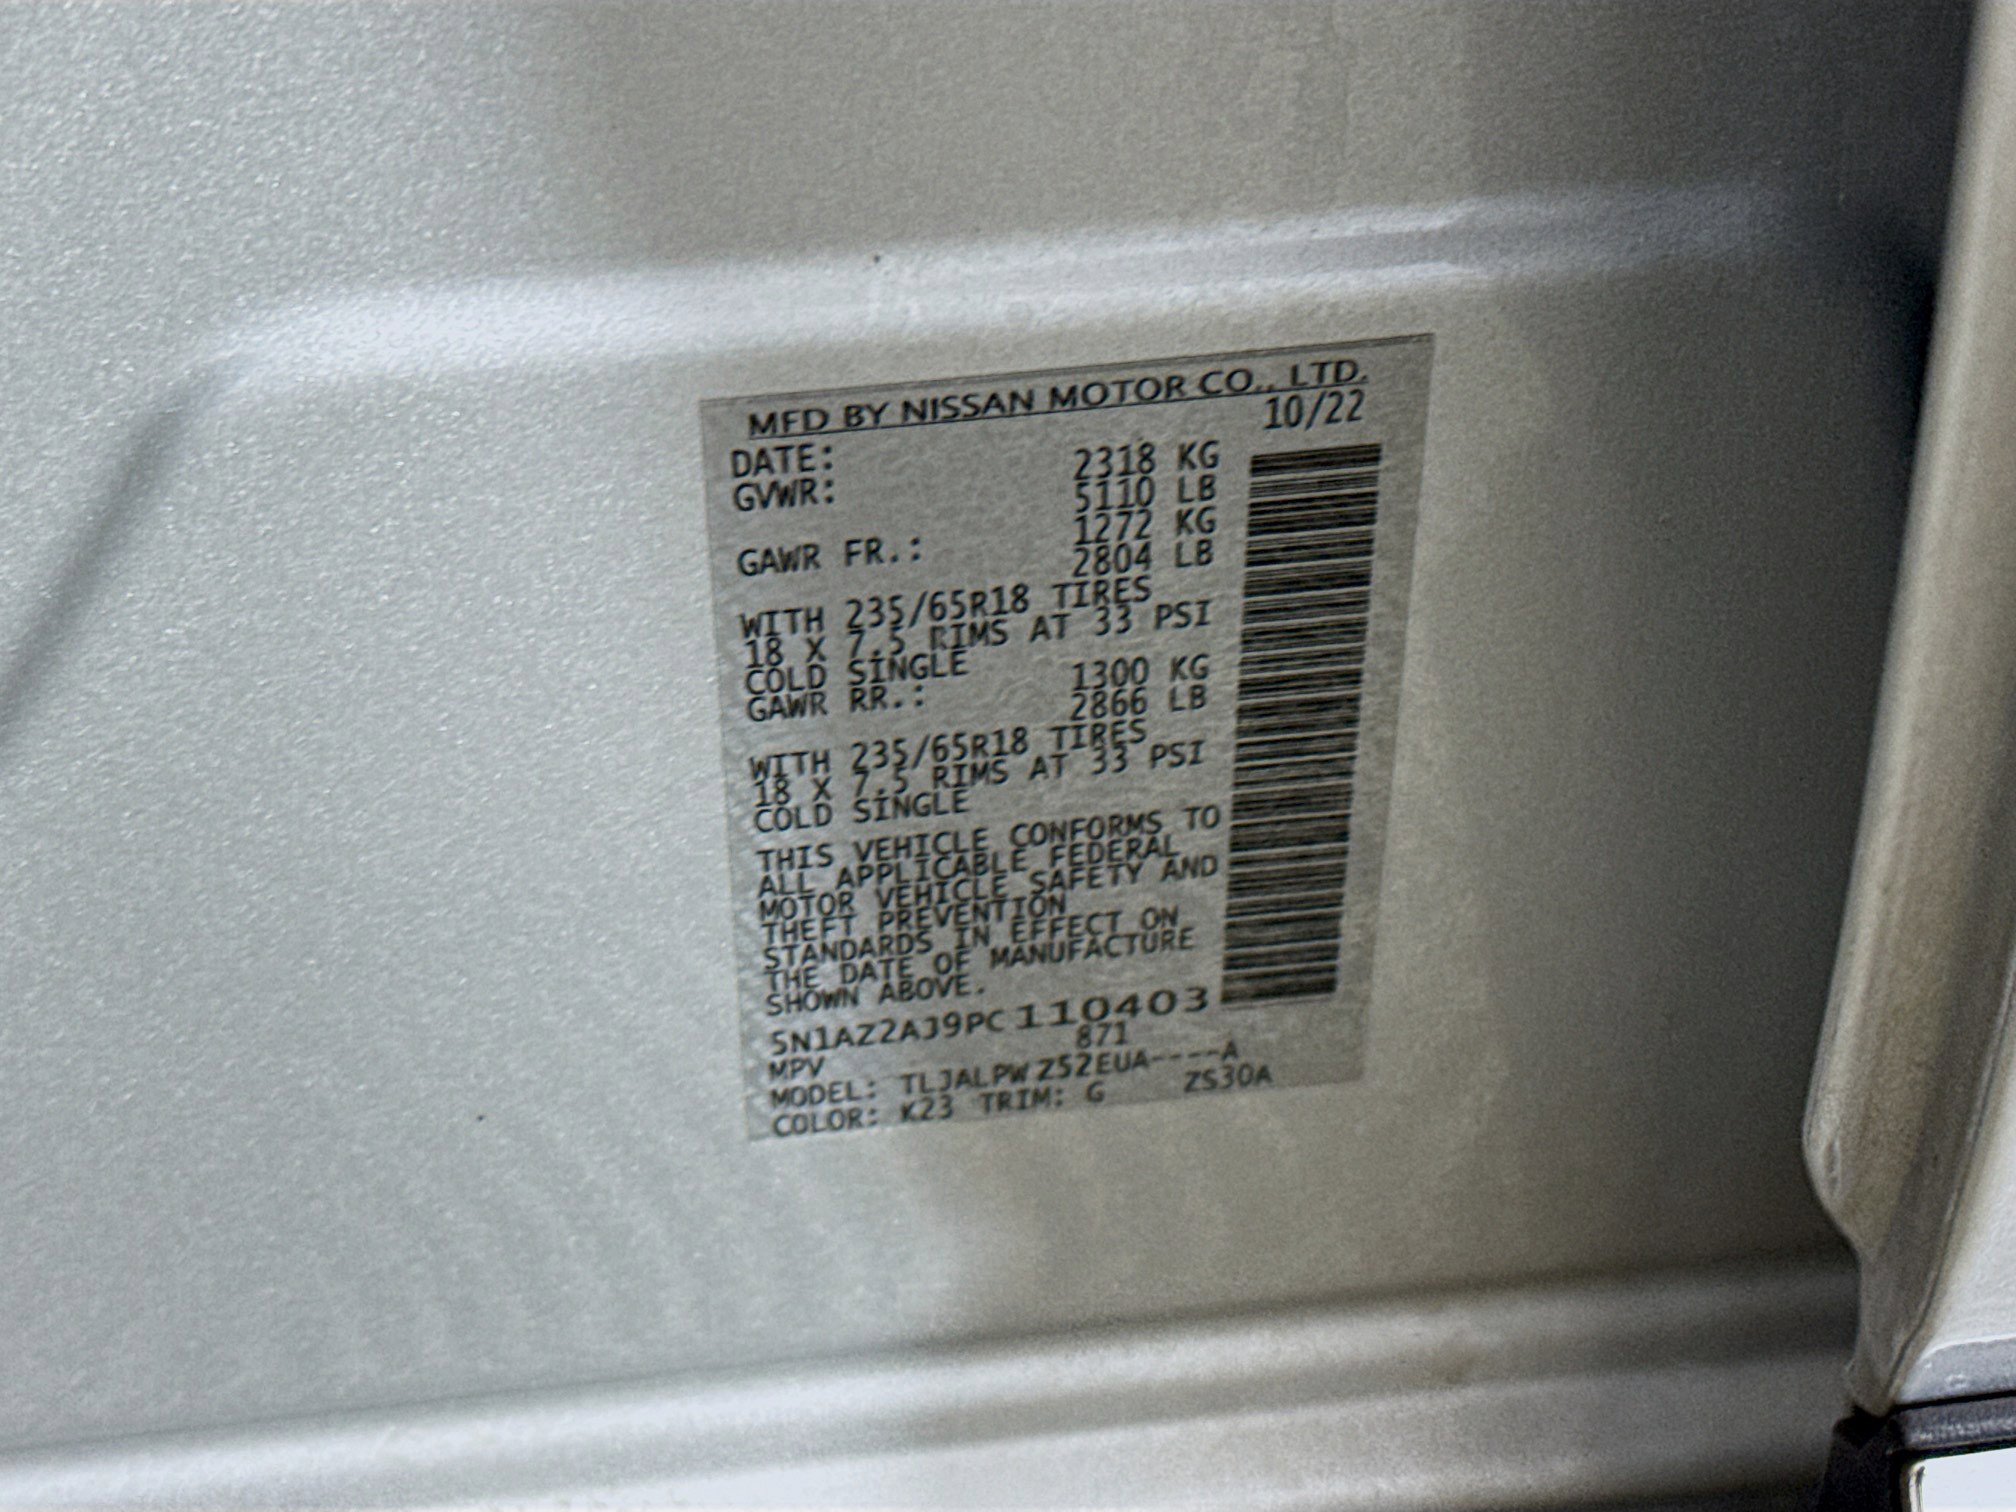 MFD BY NISSAN MOTOR CO., LTD.
DATE: 10/22
GVWR: 2318 KG
5110 LB
GAWR FR.: 1272 KG
2804 LB
WITH 235/65R18 TIRES
18 X 7.5 RIMS AT 33 PSI
COLD SINGLE
GAWR RR.: 1300 KG
2866 LB
WITH 235/65R18 TIRES
18 X 7.5 RIMS AT 33 PSI
COLD SINGLE
THIS VEHICLE CONFORMS TO
ALL APPLICABLE FEDERAL
MOTOR VEHICLE SAFETY AND
THEFT PREVENTION
STANDARDS IN EFFECT ON
THE DATE OF MANUFACTURE
SHOWN ABOVE.
5N1AZ2AJ9PC110403
MPV 871
MODEL: TLJALPWZ52EUA----A
COLOR: K23 TRIM: G ZS30A